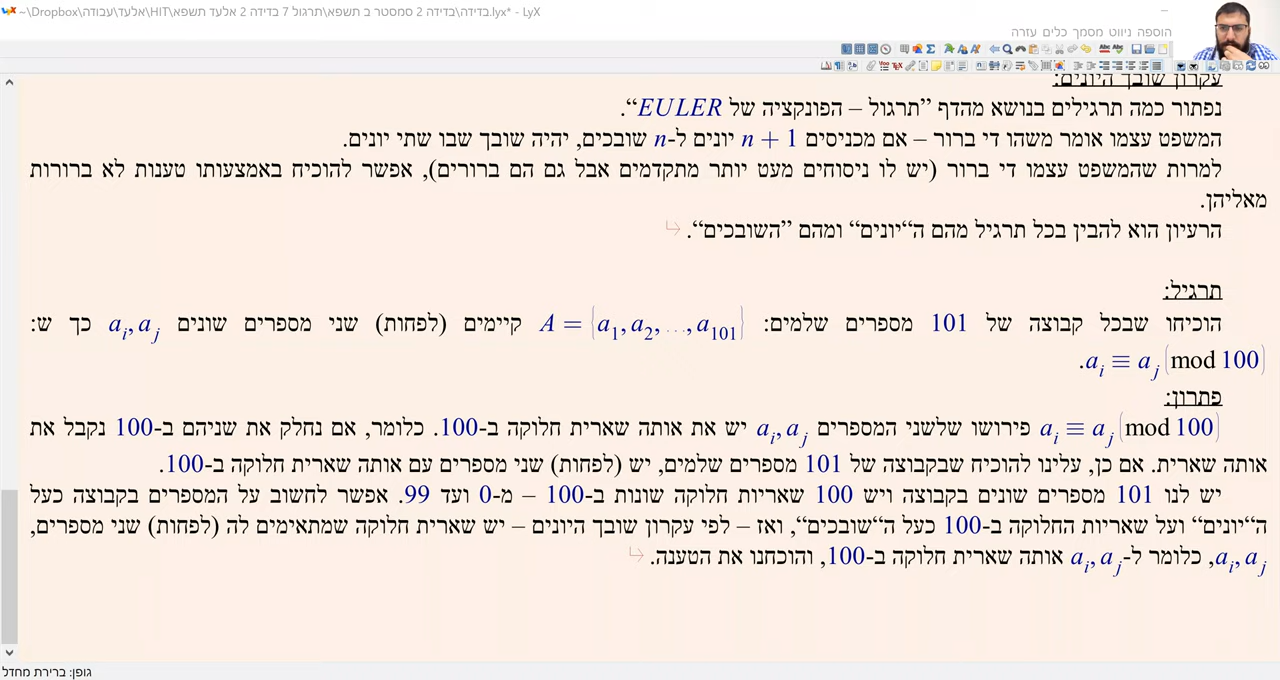 ~\Dropbox\עבודה\אלעד\HIT\בדידה\בדידה 2 סמסטר ב תשפא\תרגול 7 בדידה 2 אלעד תשפא.lyx* - LyX
הוספה ניווט מסמך כלים עזרה
עקרון שובך היונים:
נפתור כמה תרגילים בנושא מהדף ”תרגול – הפונקציה של EULER“.
המשפט עצמו אומר משהו די ברור – אם מכניסים n + 1 יונים ל-n שובכים, יהיה שובך שבו שתי יונים.
למרות שהמשפט עצמו די ברור (יש לו ניסוחים מעט יותר מתקדמים אבל גם הם ברורים), אפשר להוכיח באמצעותו טענות לא ברורות
מאליהן.
הרעיון הוא להבין בכל תרגיל מהם ה“יונים“ ומהם ”השובכים“.
תרגיל:
הוכיחו שבכל קבוצה של 101 מספרים שלמים: A = {a₁, a₂, …, a₁₀₁} קיימים (לפחות) שני מספרים שונים aᵢ, aⱼ כך ש:
aᵢ ≡ aⱼ (mod 100).
פתרון:
aᵢ ≡ aⱼ (mod 100) פירושו שלשני המספרים aᵢ, aⱼ יש את אותה שארית חלוקה ב-100. כלומר, אם נחלק את שניהם ב-100 נקבל את
אותה שארית. אם כן, עלינו להוכיח שבקבוצה של 101 מספרים שלמים, יש (לפחות) שני מספרים עם אותה שארית חלוקה ב-100.
יש לנו 101 מספרים שונים בקבוצה ויש 100 שאריות חלוקה שונות ב-100 – מ-0 ועד 99. אפשר לחשוב על המספרים בקבוצה כעל
ה“יונים“ ועל שאריות החלוקה ב-100 כעל ה“שובכים“, ואז – לפי עקרון שובך היונים – יש שארית חלוקה שמתאימים לה (לפחות) שני מספרים,
aᵢ, aⱼ, כלומר ל-aᵢ, aⱼ אותה שארית חלוקה ב-100, והוכחנו את הטענה.
גופן: ברירת מחדל